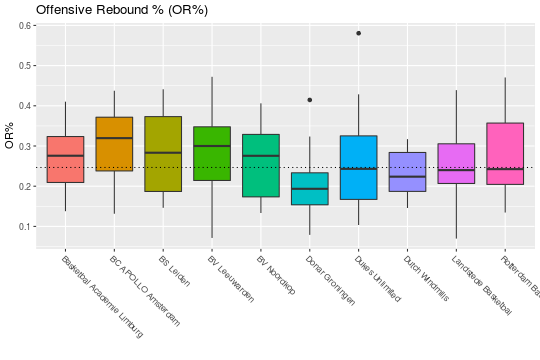 Offensive Rebound % (OR%)
OR%
0.6
0.5
0.4
0.3
0.2
0.1
Basketbal Academie Limburg
BC APOLLO Amsterdam
BS Leiden
BV Leeuwarden
BV Noordkop
Donar Groningen
Dukes Unlimited
Dutch Windmills
Landstede Basketbal
Rotterdam Bas